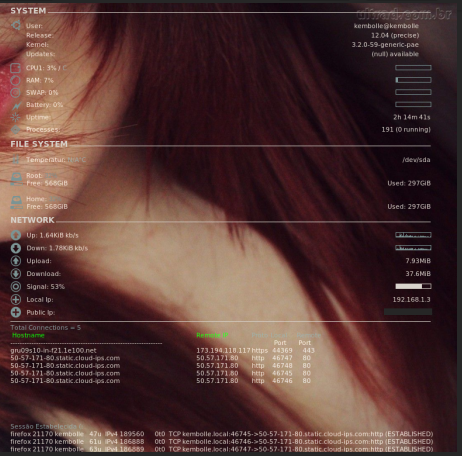 SYSTEM
User: kembolle@kembolle
Release: 12.04 (precise)
Kernel: 3.2.0-59-generic-pae
Updates: (null) available
CPU1: 3% /
RAM: 7%
SWAP: 0%
Battery: 0%
Uptime: 2h 14m 41s
Processes: 191 (0 running)
FILE SYSTEM
Temperatur: /dev/sda
Root:
Free: 568GiB Used: 297GiB
Home:
Free: 568GiB Used: 297GiB
NETWORK
Up: 1.64KiB kb/s
Down: 1.78KiB kb/s
Upload: 7.93MiB
Download: 37.6MiB
Signal: 53%
Local Ip: 192.168.1.3
Public Ip:
Total Connections = 5
Hostname
Port Port
gru09s10-in-f21.1e100.net 173.194.118.117 https 44369 443
50-57-171-80.static.cloud-ips.com 50.57.171.80 http 46747 80
50-57-171-80.static.cloud-ips.com 50.57.171.80 http 46748 80
50-57-171-80.static.cloud-ips.com 50.57.171.80 http 46745 80
50-57-171-80.static.cloud-ips.com 50.57.171.80 http 46746 80
firefox 21170 kembolle 47u IPv4 189560 0t0 TCP kembolle.local:46745->50-57-171-80.static.cloud-ips.com:http (ESTABLISHED)
firefox 21170 kembolle 61u IPv4 186888 0t0 TCP kembolle.local:46746->50-57-171-80.static.cloud-ips.com:http (ESTABLISHED)
firefox 21170 kembolle 63u IPv4 186889 0t0 TCP kembolle.local:46747->50-57-171-80.static.cloud-ips.com:http (ESTABLISHED)